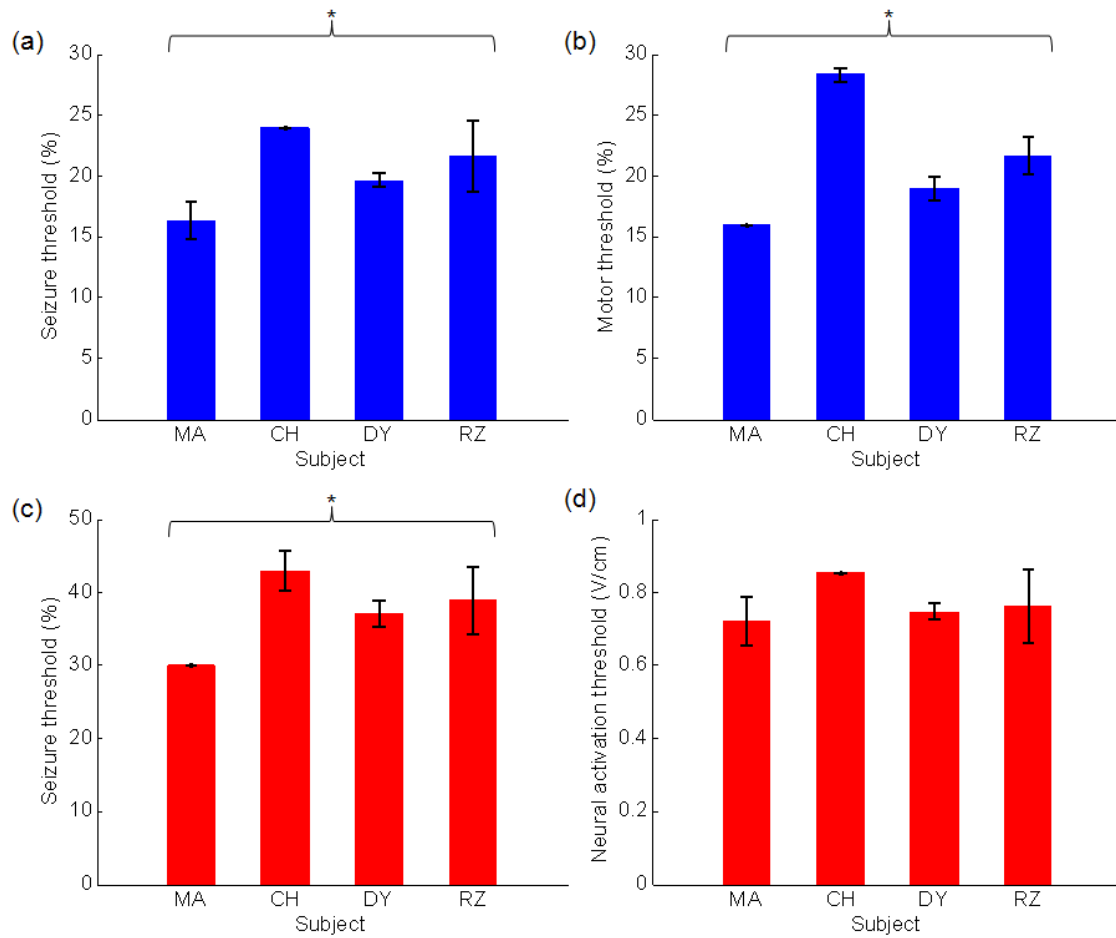 (a)
*
Seizure threshold (%)
30
25
20
15
10
5
0
MA CH DY RZ
Subject
(b)
*
Motor threshold (%)
30
25
20
15
10
5
0
MA CH DY RZ
Subject
(c)
*
Seizure threshold (%)
50
40
30
20
10
0
MA CH DY RZ
Subject
(d)
Neural activation threshold (V/cm)
1
0.8
0.6
0.4
0.2
0
MA CH DY RZ
Subject